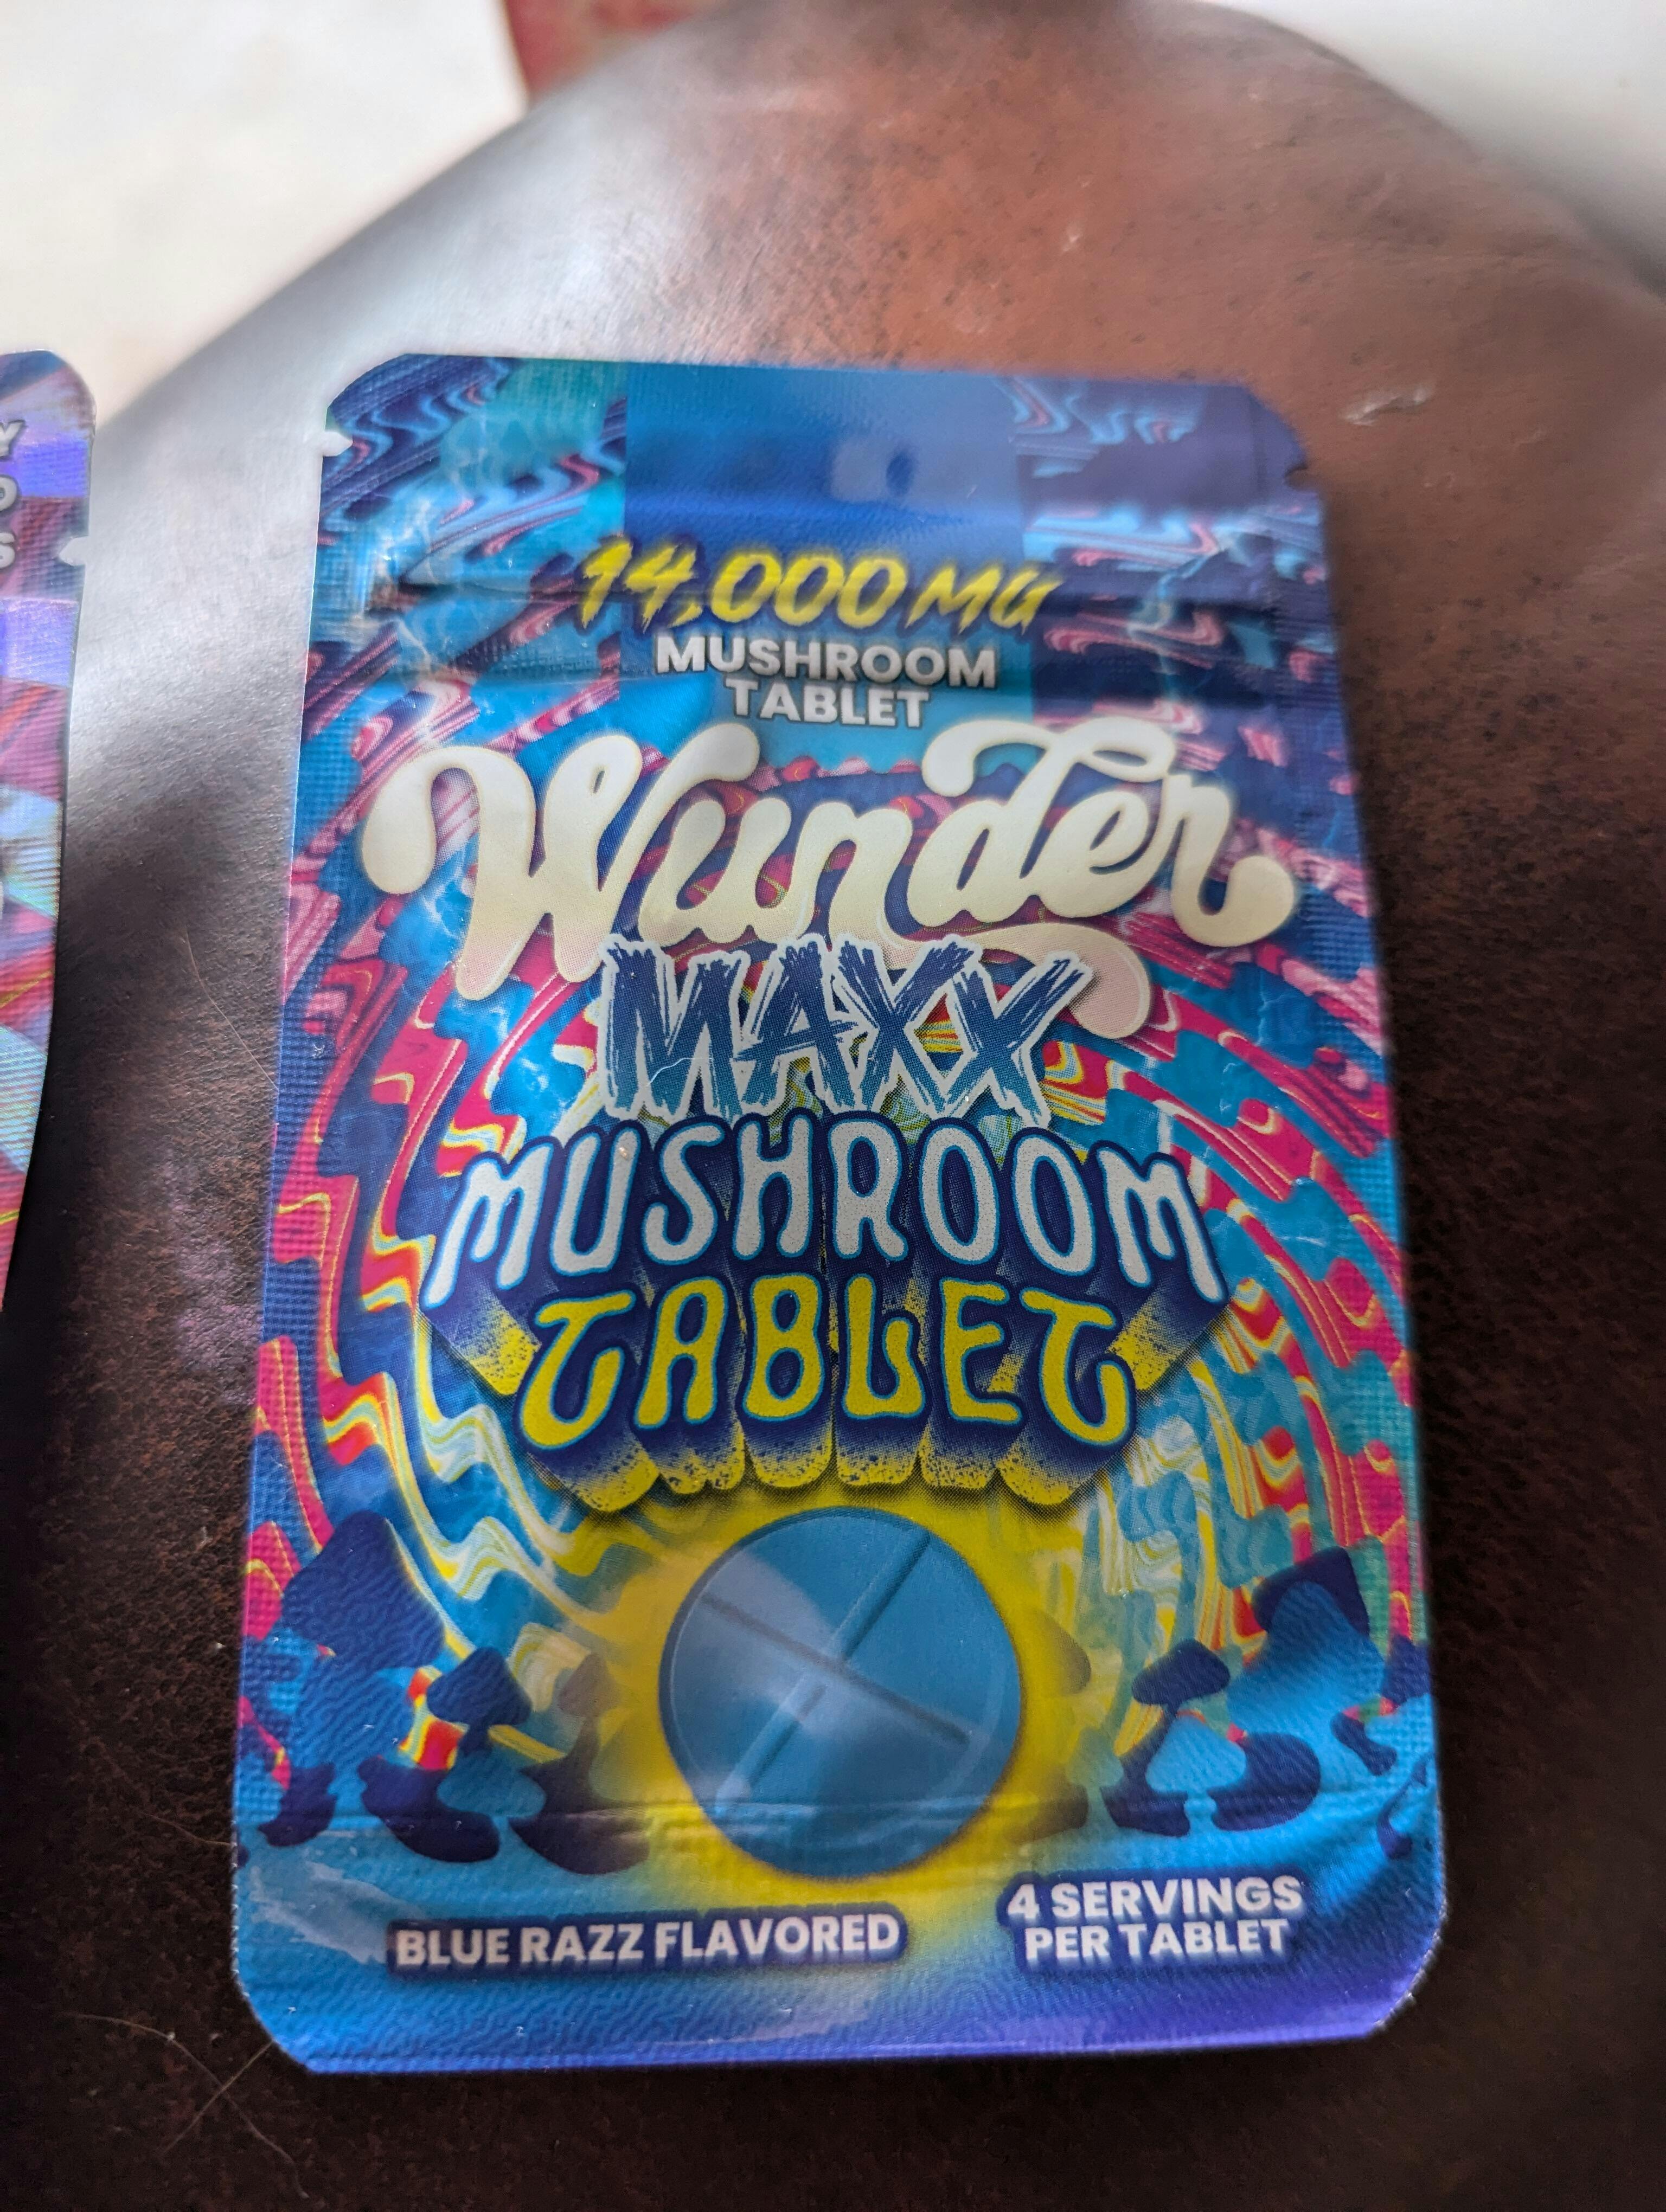 14,000 MG
MUSHROOM
TABLET
Wunder
MAXX
MUSHROOM
TABLET
BLUE RAZZ FLAVORED
4 SERVINGS
PER TABLET